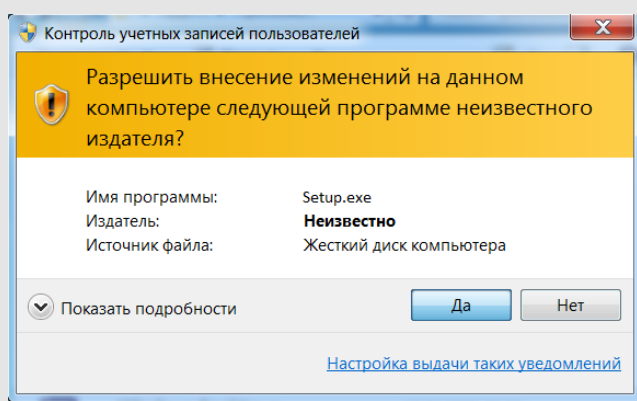 Контроль учетных записей пользователей
Разрешить внесение изменений на данном
компьютере следующей программе неизвестного
издателя?
Имя программы: Setup.exe
Издатель: Неизвестно
Источник файла: Жесткий диск компьютера
Показать подробности Да Нет
Настройка выдачи таких уведомлений